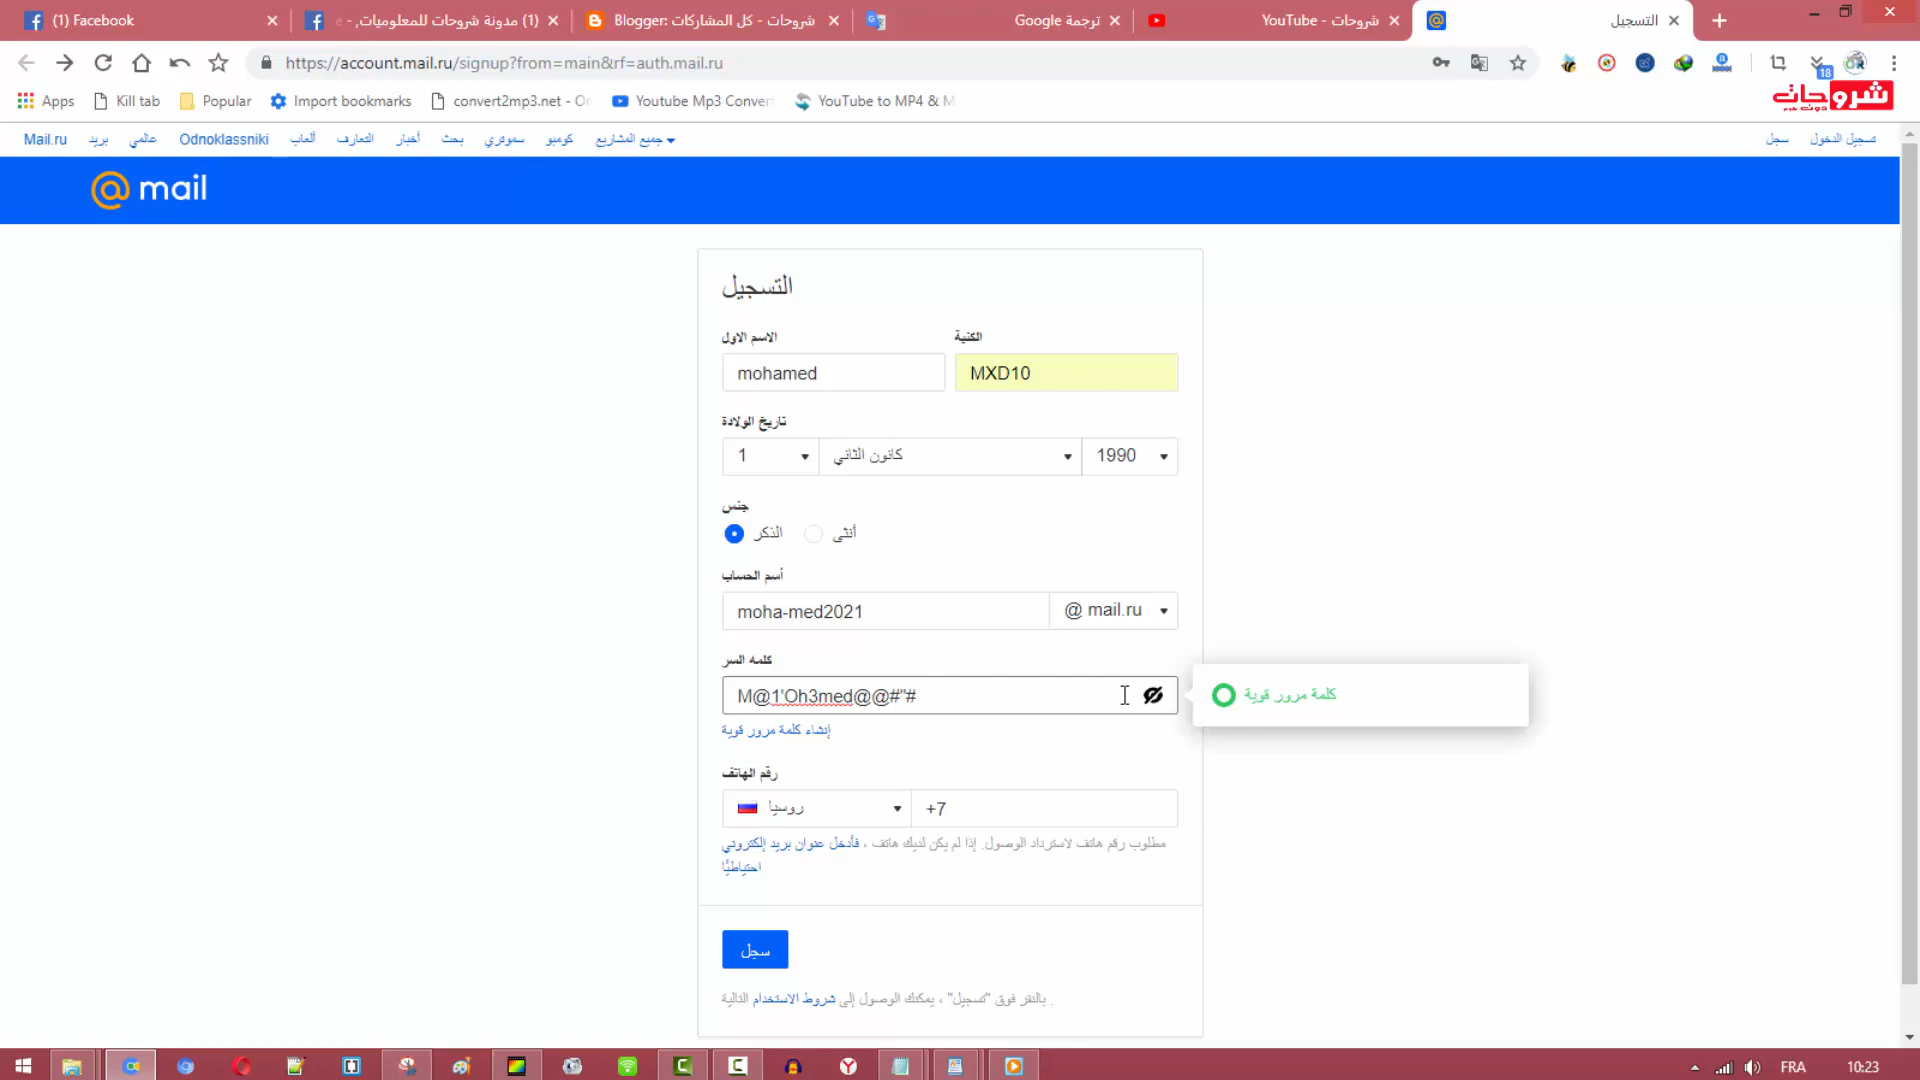 (1) Facebook
(1) مدونة شروحات للمعلوميات,
Blogger: شروحات - كل المشاركات
ترجمة Google
شروحات - YouTube
التسجيل
https://account.mail.ru/signup?from=main&rf=auth.mail.ru
18
Apps
Kill tab
Popular
Import bookmarks
convert2mp3.net - Or
Youtube Mp3 Convert
YouTube to MP4 & M
شروحات
Mail.ru
بريد
عالمي
Odnoklassniki
ألعاب
التعارف
أخبار
بحث
سموتري
كومبو
جميع المشاريع
سجل
تسجيل الدخول
@mail
التسجيل
الاسم الاول
الكنية
mohamed
MXD10
تاريخ الولادة
1
كانون الثاني
1990
جنس
الذكر
أنثى
أسم الحساب
moha-med2021
@ mail.ru
كلمه السر
M@1'Oh3med@@#"#
كلمة مرور قوية
إنشاء كلمة مرور قوية
رقم الهاتف
روسيا
+7
مطلوب رقم هاتف لاسترداد الوصول. إذا لم يكن لديك هاتف ، فأدخل عنوان بريد إلكتروني
احتياطيًا
سجل
بالنقر فوق "تسجيل" ، يمكنك الوصول إلى شروط الاستخدام التالية .
FRA
10:23